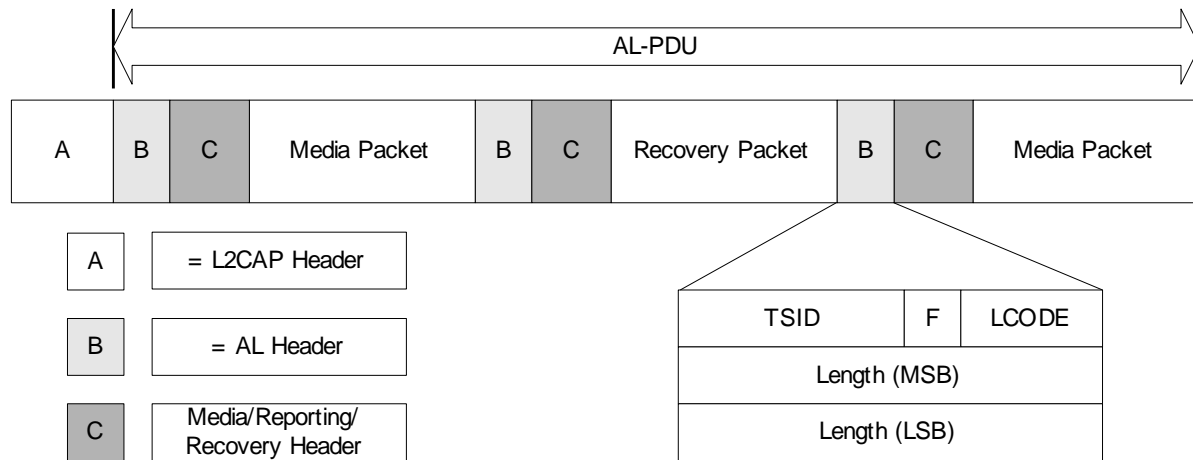 AL-PDU
A B C Media Packet B C Recovery Packet B C Media Packet
A = L2CAP Header
B = AL Header
C Media/Reporting/
Recovery Header
TSID F LCODE
Length (MSB)
Length (LSB)